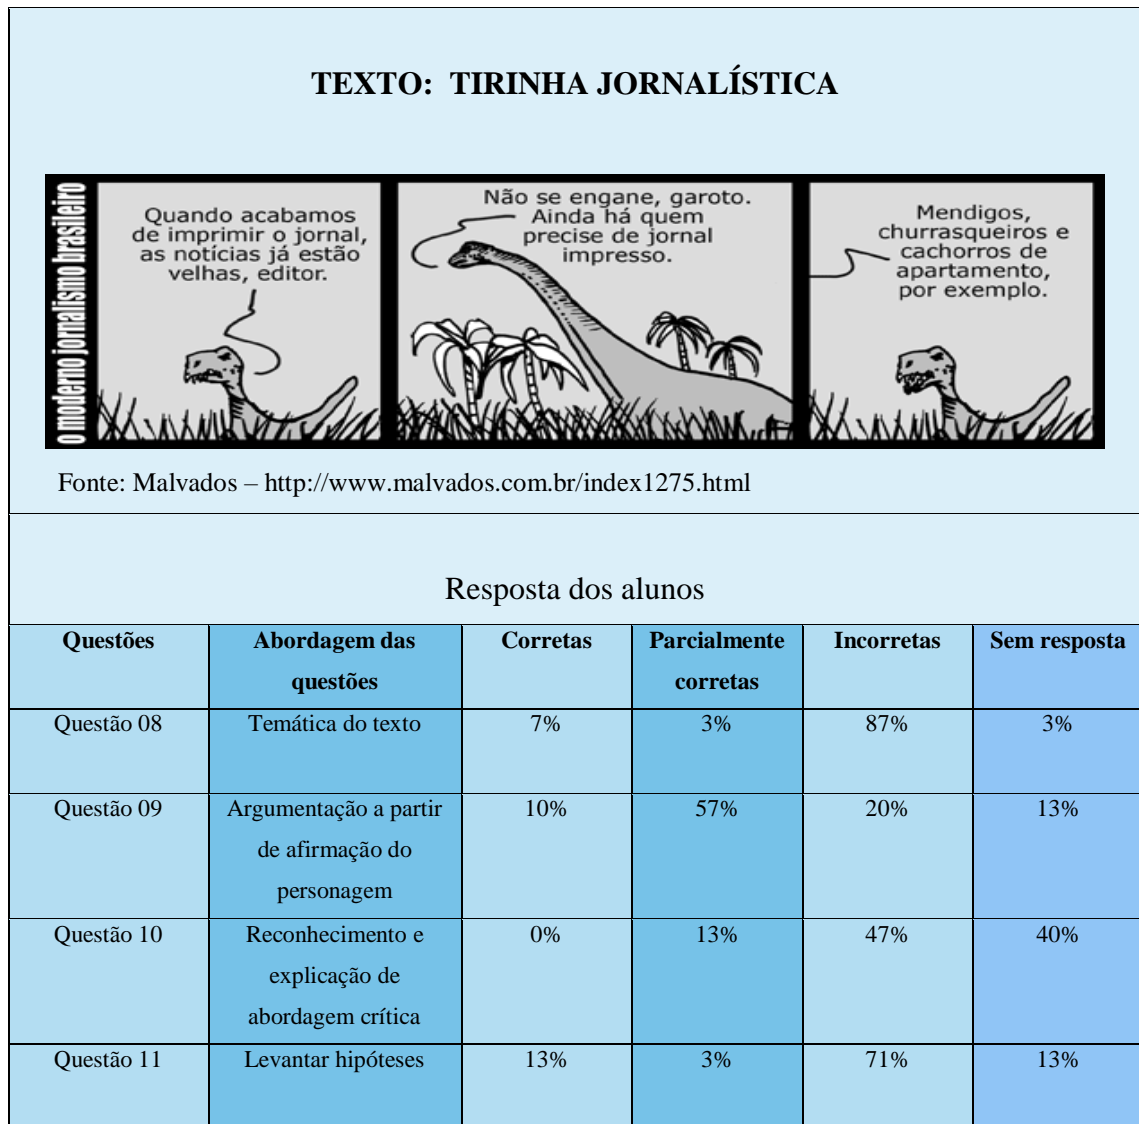 TEXTO: TIRINHA JORNALÍSTICA
o moderno jornalismo brasileiro
Quando acabamos
de imprimir o jornal,
as notícias já estão
velhas, editor.
Não se engane, garoto.
Ainda há quem
precise de jornal
impresso.
Mendigos,
churrasqueiros e
cachorros de
apartamento,
por exemplo.
Fonte: Malvados – http://www.malvados.com.br/index1275.html
Resposta dos alunos
Questões Abordagem das questões Corretas Parcialmente corretas Incorretas Sem resposta
Questão 08 Temática do texto 7% 3% 87% 3%
Questão 09 Argumentação a partir de afirmação do personagem 10% 57% 20% 13%
Questão 10 Reconhecimento e explicação de abordagem crítica 0% 13% 47% 40%
Questão 11 Levantar hipóteses 13% 3% 71% 13%